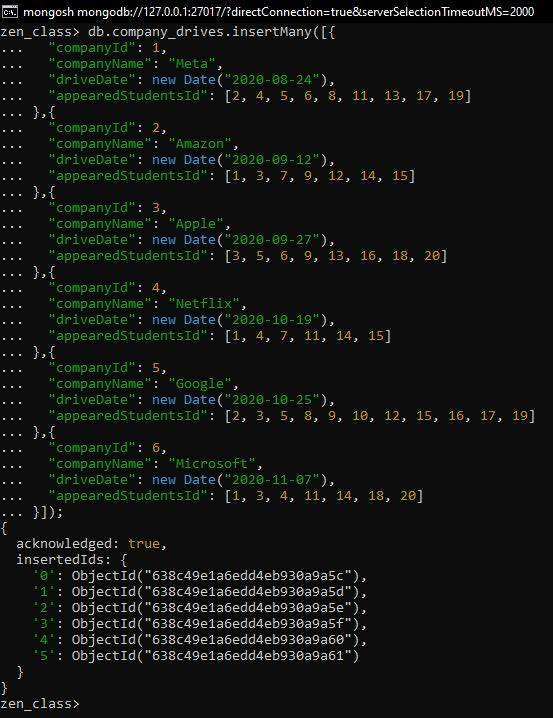 mongosh mongodb://127.0.0.1:27017/?directConnection=true&serverSelectionTimeoutMS=2000
zen_class> db.company_drives.insertMany([{
...   "companyId": 1,
...   "companyName": "Meta",
...   "driveDate": new Date("2020-08-24"),
...   "appearedStudentsId": [2, 4, 5, 6, 8, 11, 13, 17, 19]
... },{
...   "companyId": 2,
...   "companyName": "Amazon",
...   "driveDate": new Date("2020-09-12"),
...   "appearedStudentsId": [1, 3, 7, 9, 12, 14, 15]
... },{
...   "companyId": 3,
...   "companyName": "Apple",
...   "driveDate": new Date("2020-09-27"),
...   "appearedStudentsId": [3, 5, 6, 9, 13, 16, 18, 20]
... },{
...   "companyId": 4,
...   "companyName": "Netflix",
...   "driveDate": new Date("2020-10-19"),
...   "appearedStudentsId": [1, 4, 7, 11, 14, 15]
... },{
...   "companyId": 5,
...   "companyName": "Google",
...   "driveDate": new Date("2020-10-25"),
...   "appearedStudentsId": [2, 3, 5, 8, 9, 10, 12, 15, 16, 17, 19]
... },{
...   "companyId": 6,
...   "companyName": "Microsoft",
...   "driveDate": new Date("2020-11-07"),
...   "appearedStudentsId": [1, 3, 4, 11, 14, 18, 20]
... }]);
{
  acknowledged: true,
  insertedIds: {
    '0': ObjectId("638c49e1a6edd4eb930a9a5c"),
    '1': ObjectId("638c49e1a6edd4eb930a9a5d"),
    '2': ObjectId("638c49e1a6edd4eb930a9a5e"),
    '3': ObjectId("638c49e1a6edd4eb930a9a5f"),
    '4': ObjectId("638c49e1a6edd4eb930a9a60"),
    '5': ObjectId("638c49e1a6edd4eb930a9a61")
  }
}
zen_class>